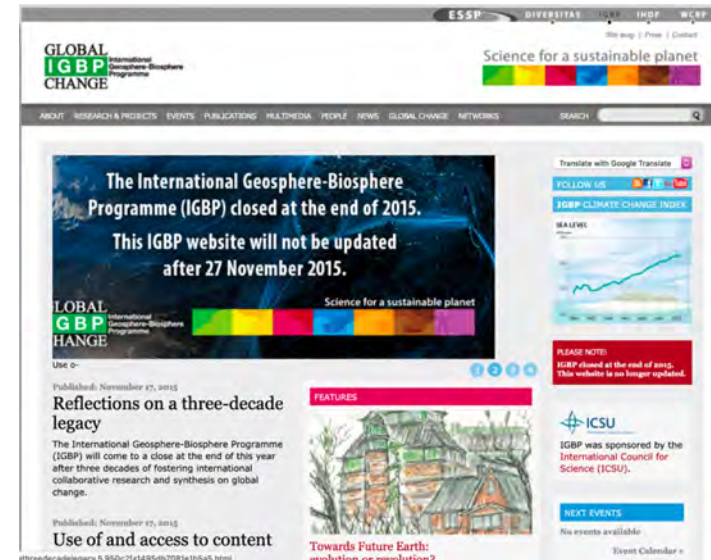 ESSP DIVERSITAS IGBP IHDP WCRP
Site map | Press | Contact
GLOBAL
IGBP
CHANGE
International
Geosphere-Biosphere
Programme
Science for a sustainable planet
ABOUT RESEARCH & PROJECTS EVENTS PUBLICATIONS MULTIMEDIA PEOPLE NEWS GLOBAL CHANGE NETWORKS SEARCH
The International Geosphere-Biosphere
Programme (IGBP) closed at the end of 2015.
This IGBP website will not be updated
after 27 November 2015.
LOBAL
GBP
HANGE
International
Geosphere-Biosphere
Programme
Science for a sustainable planet
Use o-
1 2 3 4
Published: November 17, 2015
Reflections on a three-decade
legacy
The International Geosphere-Biosphere Programme
(IGBP) will come to a close at the end of this year
after three decades of fostering international
collaborative research and synthesis on global
change.
Published: November 17, 2015
Use of and access to content
FEATURES
Towards Future Earth:
evolution or revolution?
Translate with Google Translate
FOLLOW US
IGBP CLIMATE CHANGE INDEX
SEA LEVEL
PLEASE NOTE:
IGBP closed at the end of 2015.
This website is no longer updated.
ICSU
IGBP was sponsored by the
International Council for
Science (ICSU).
NEXT EVENTS
No events available
Event Calendar »